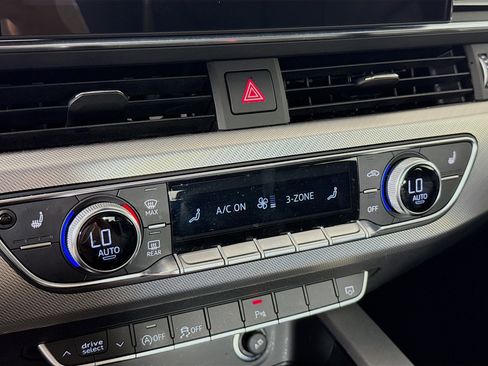 LO
AUTO
MAX
REAR
A/C ON
3-ZONE
OFF
LO
AUTO
drive
select
OFF
OFF
P